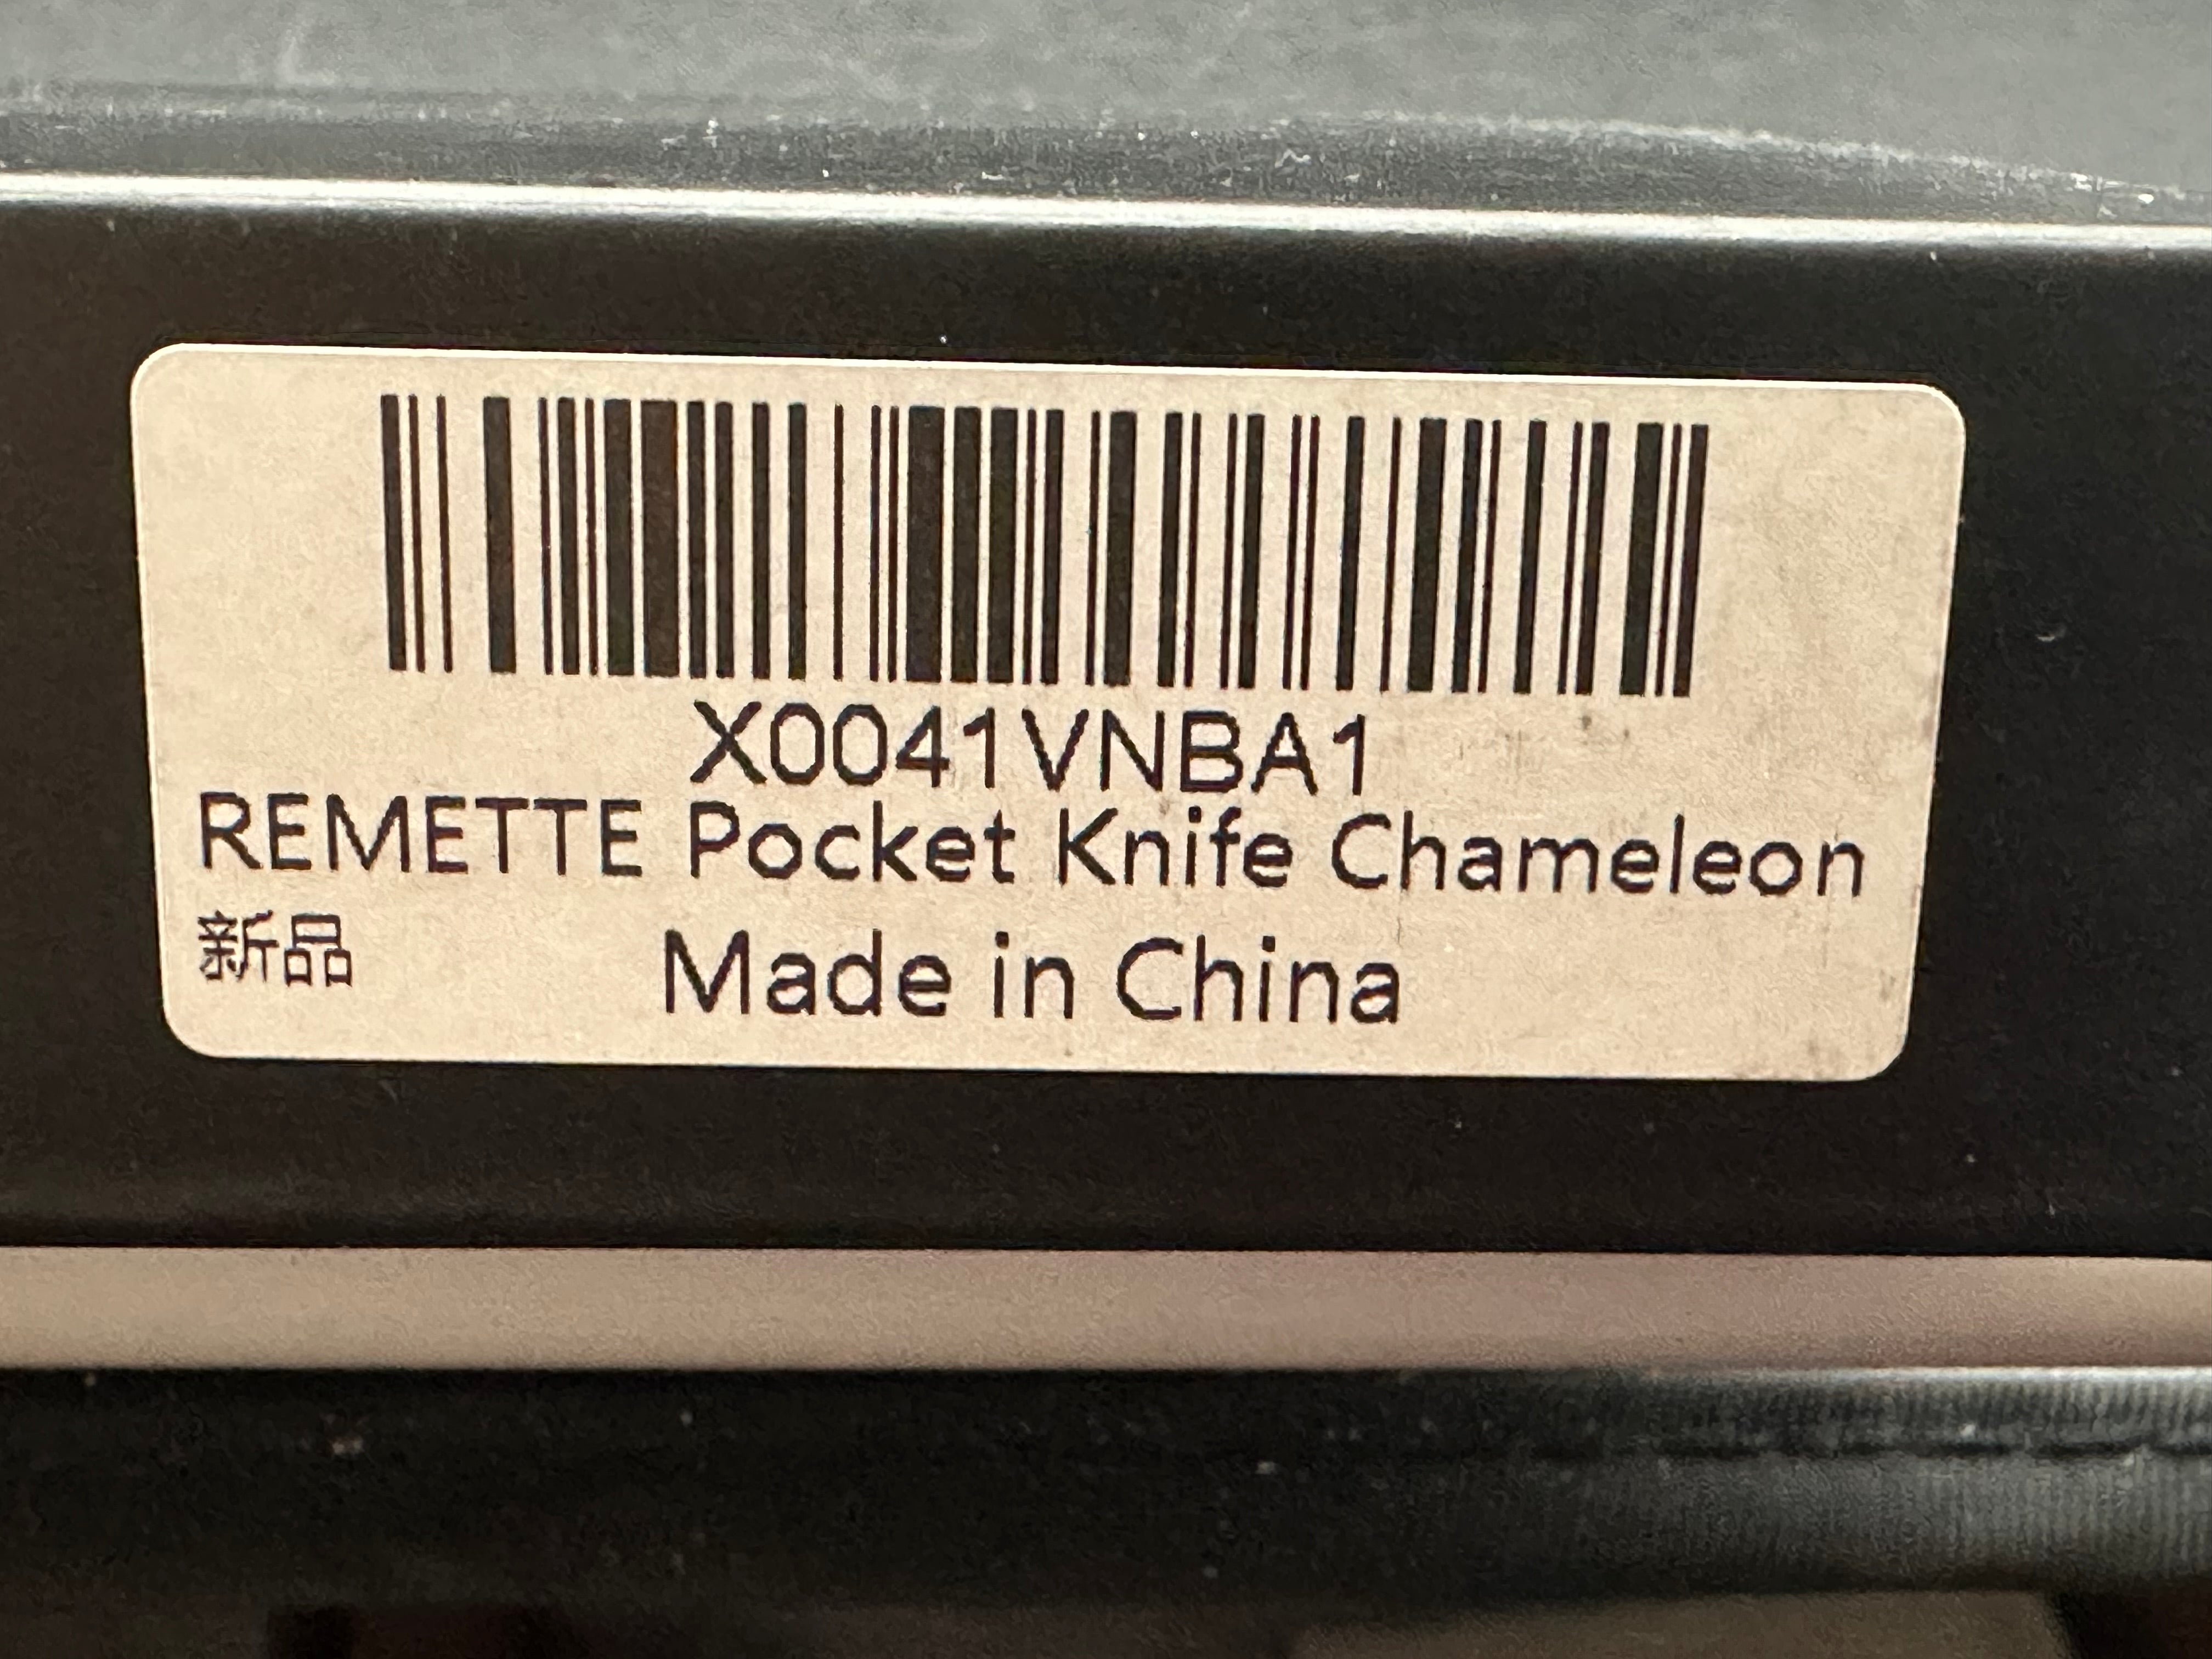 X0041VNBA1
REMETTE Pocket Knife Chameleon
新品 Made in China